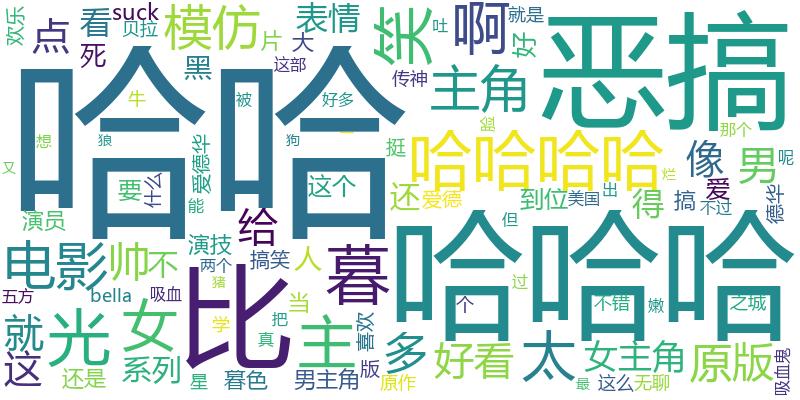 欢乐
点
看
死
suck
贝拉
模仿
片
表情
大
这部
笑
吐
啊
就是
好
恶搞
黑
传神
主角
哈哈
牛
被
好多
想
狼
狗
又
爱德华
要
什么
能
这个
哈哈哈哈
挺
还
爱德
到位
美国
出
得
像
爱
搞
不过
那个
男
呢
烂
德华
演员
给
暮
电影
帅
不
演技
两个
搞笑
人
哈哈哈
但
过
个
不错
嫩
之城
五方
bella
吸血
比
猪
当
学
把
真
喜欢
就
光
女
主
多
好看
太
女主角
原版
吸血鬼
这
还是
系列
星
暮色
男主角
版
原作
最
这么
无聊